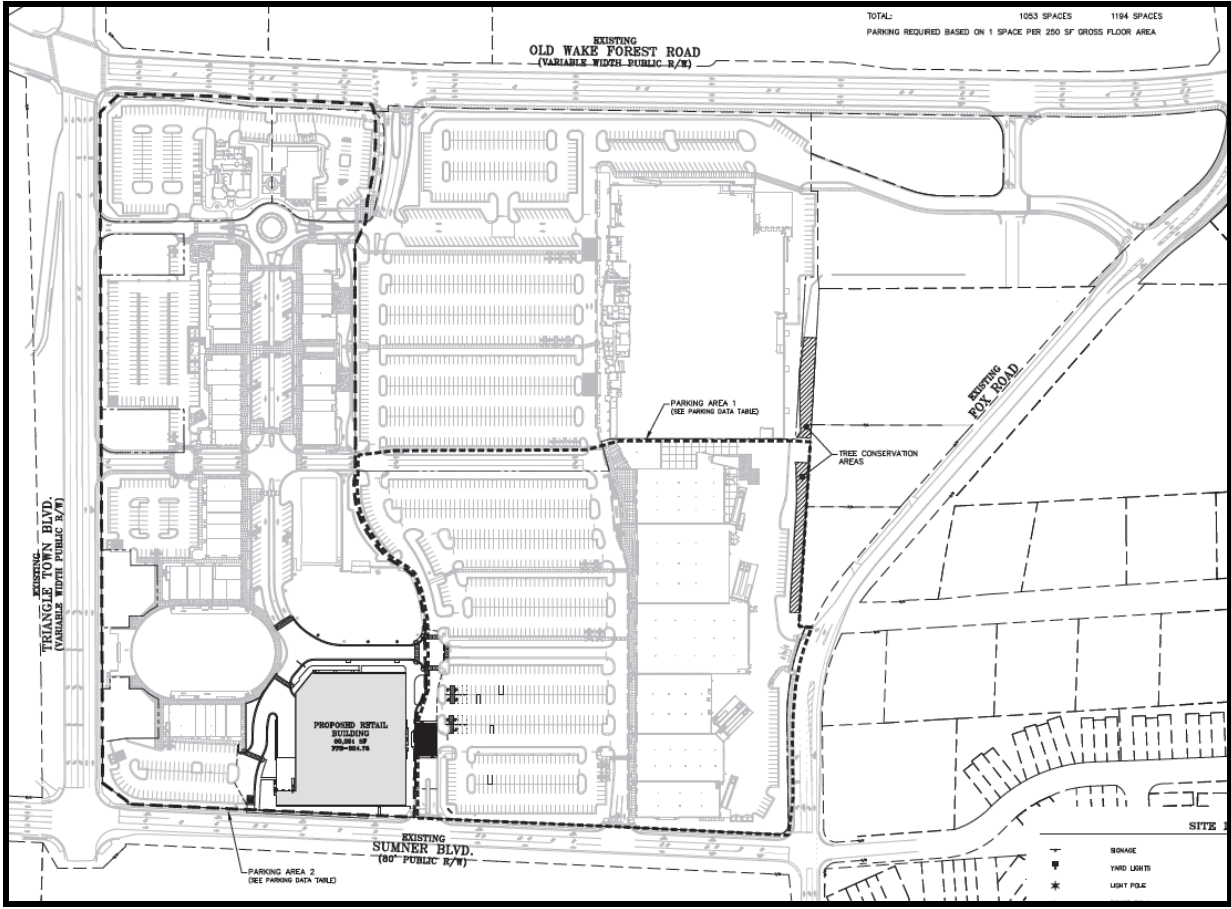 TOTAL: 1053 SPACES 1194 SPACES
PARKING REQUIRED BASED ON 1 SPACE PER 250 SF GROSS FLOOR AREA
EXISTING
OLD WAKE FOREST ROAD
(VARIABLE WIDTH PUBLIC R/W)
EXISTING
FOX ROAD
PARKING AREA 1
(SEE PARKING DATA TABLE)
TREE CONSERVATION
AREAS
EXISTING
TRIANGLE TOWN BLVD.
(VARIABLE WIDTH PUBLIC R/W)
PROPOSED RETAIL
BUILDING
EXISTING
SUMNER BLVD.
(80' PUBLIC R/W)
PARKING AREA 2
(SEE PARKING DATA TABLE)
SITE
SIGNAGE
YARD LIGHTS
LIGHT POLE